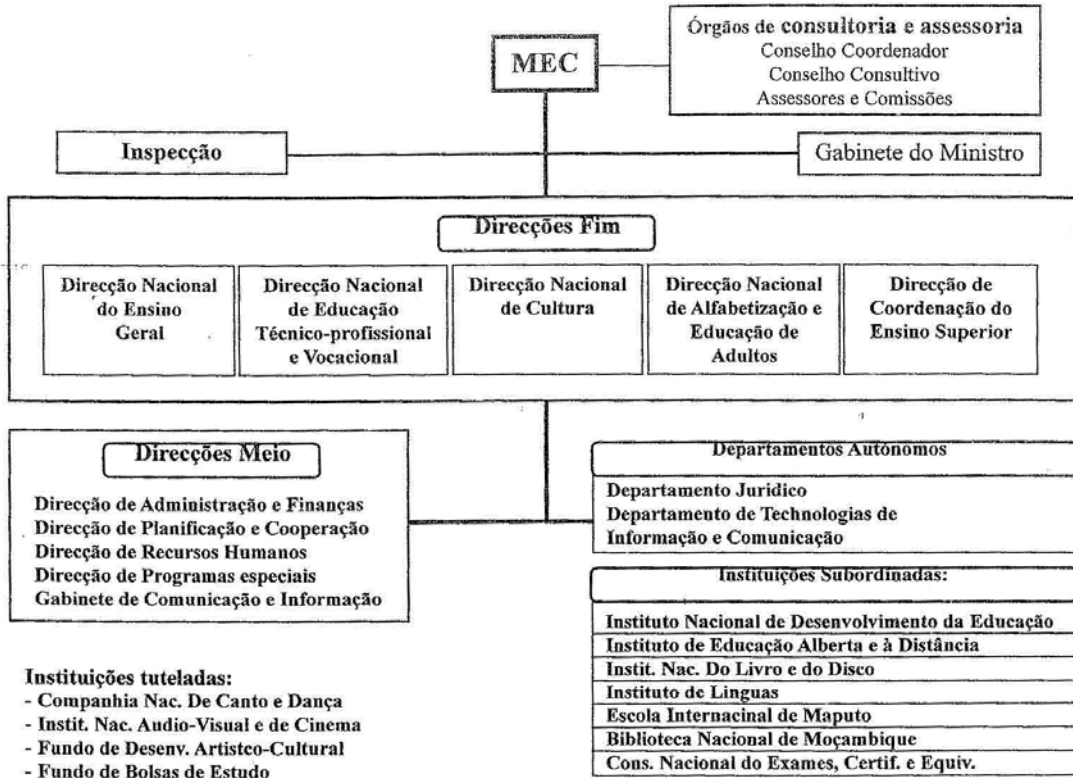 Órgãos de consultoria e assessoria
Conselho Coordenador
Conselho Consultivo
Assessores e Comissões
MEC
Inspecção
Gabinete do Ministro
Direcções Fim
Direcção Nacional
do Ensino
Geral
Direcção Nacional
de Educação
Técnico-profissional
e Vocacional
Direcção Nacional
de Cultura
Direcção Nacional
de Alfabetização e
Educação de
Adultos
Direcção de
Coordenação do
Ensino Superior
Direcções Meio
Direcção de Administração e Finanças
Direcção de Planificação e Cooperação
Direcção de Recursos Humanos
Direcção de Programas especiais
Gabinete de Comunicação e Informação
Departamentos Autónomos
Departamento Juridico
Departamento de Technologias de
Informação e Comunicação
Instituições Subordinadas:
Instituto Nacional de Desenvolvimento da Educação
Instituto de Educação Alberta e à Distância
Instit. Nac. Do Livro e do Disco
Instituto de Linguas
Escola Internacinal de Maputo
Biblioteca Nacional de Moçambique
Cons. Nacional do Exames, Certif. e Equiv.
Instituições tuteladas:
- Companhia Nac. De Canto e Dança
- Instit. Nac. Audio-Visual e de Cinema
- Fundo de Desenv. Artistco-Cultural
- Fundo de Bolsas de Estudo